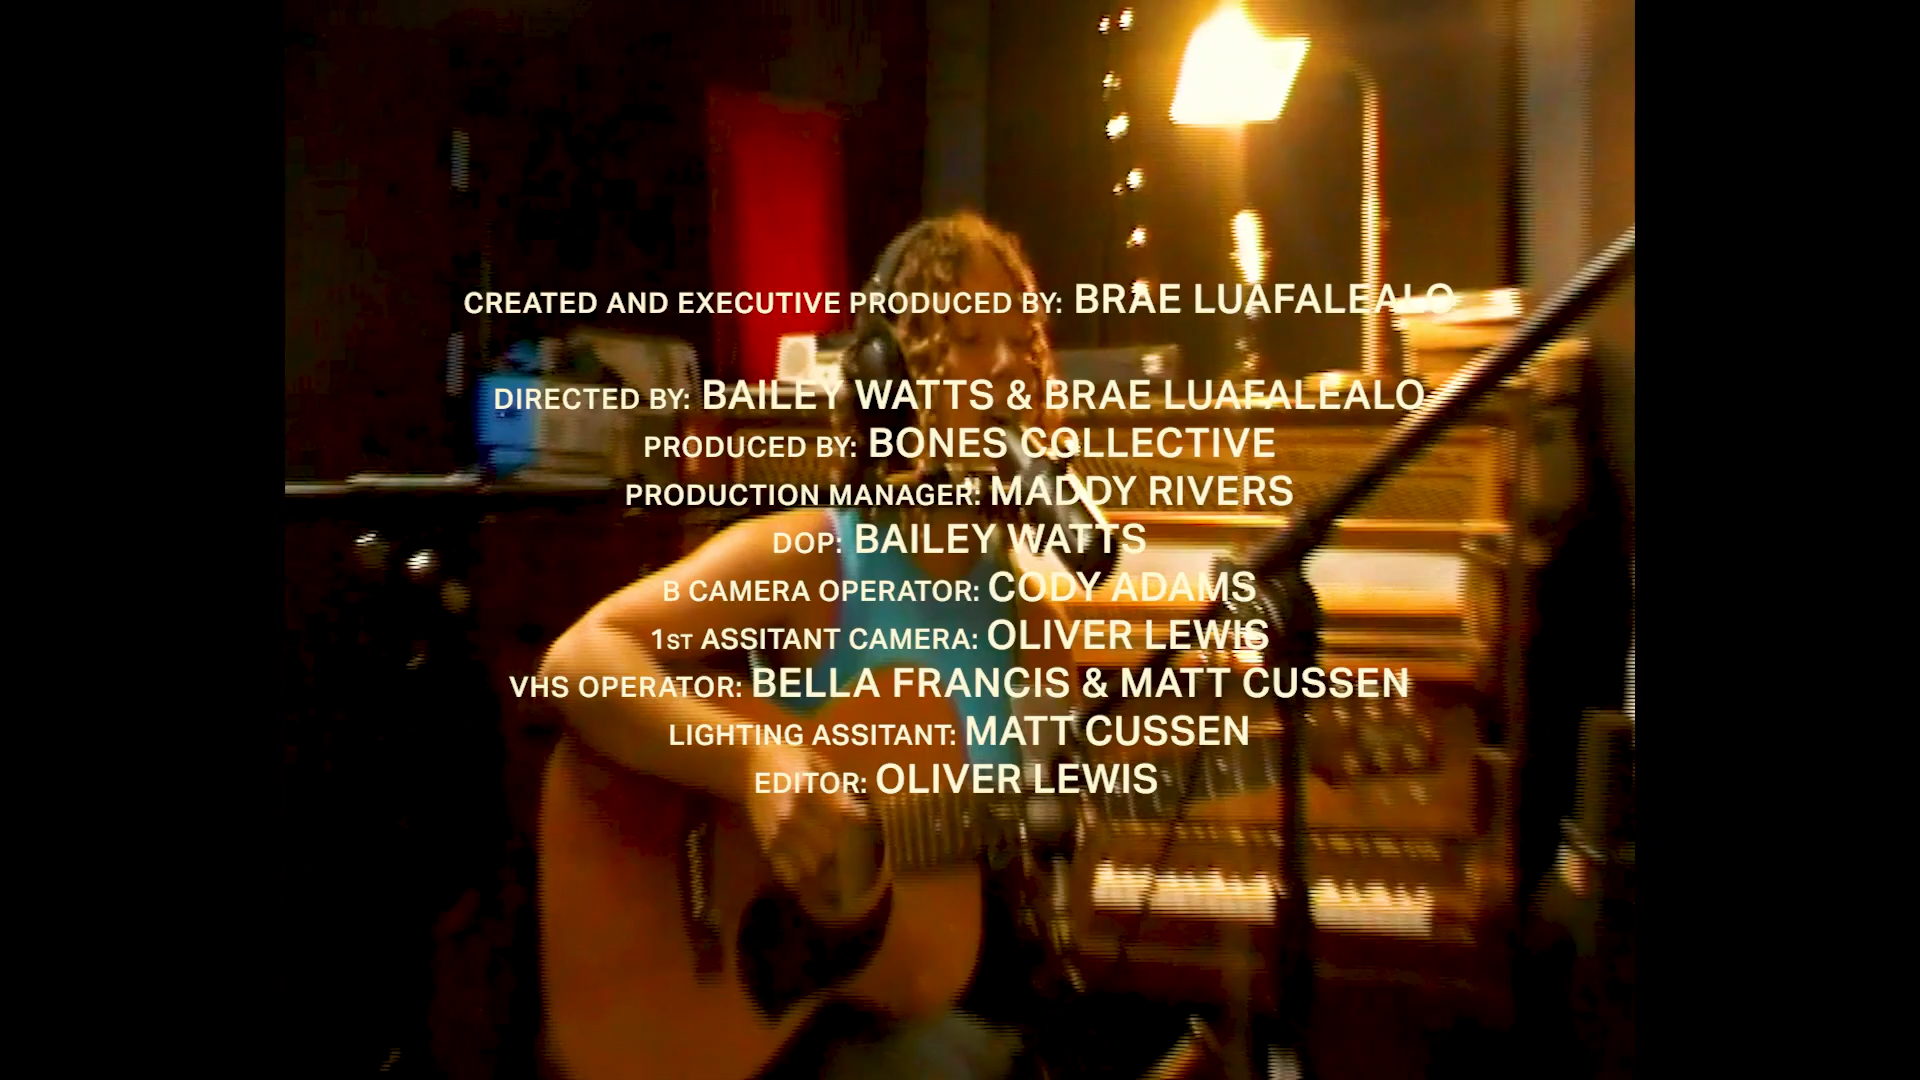 CREATED AND EXECUTIVE PRODUCED BY: BRAE LUAFALEALO
DIRECTED BY: BAILEY WATTS & BRAE LUAFALEALO
PRODUCED BY: BONES COLLECTIVE
PRODUCTION MANAGER: MADDY RIVERS
DOP: BAILEY WATTS
B CAMERA OPERATOR: CODY ADAMS
1ST ASSITANT CAMERA: OLIVER LEWIS
VHS OPERATOR: BELLA FRANCIS & MATT CUSSEN
LIGHTING ASSITANT: MATT CUSSEN
EDITOR: OLIVER LEWIS